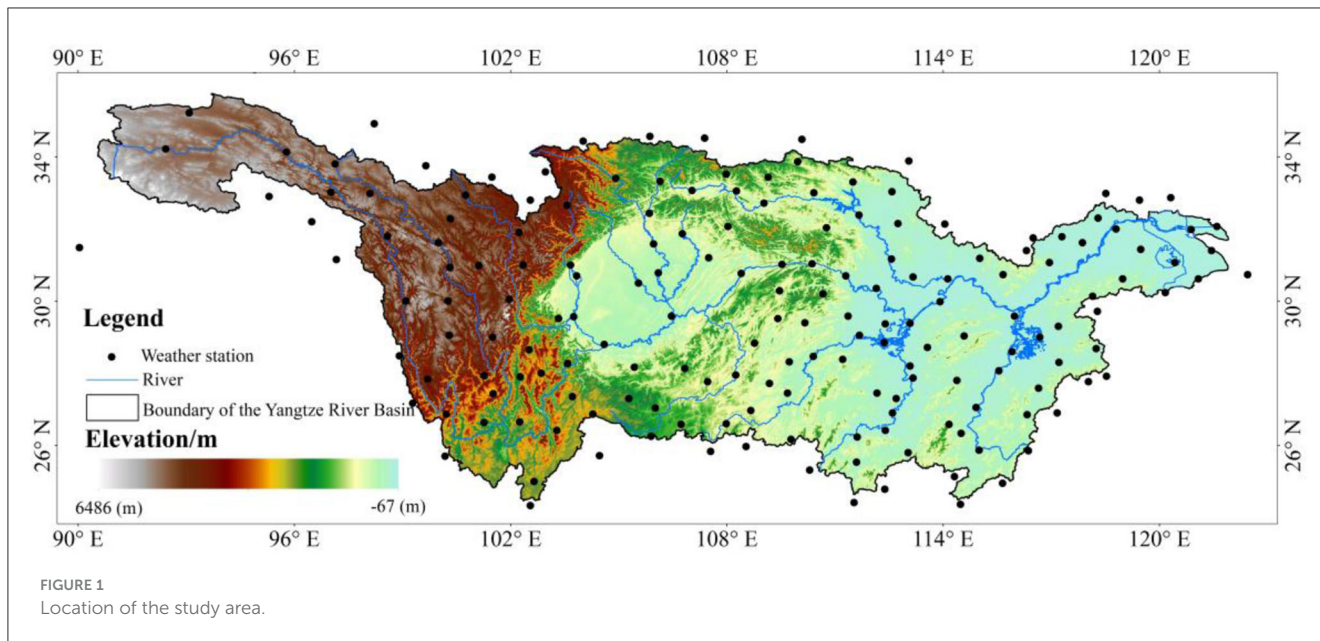 90° E 96° E 102° E 108° E 114° E 120° E
34° N 34° N
30° N 30° N
26° N 26° N
Legend
Weather station
River
Boundary of the Yangtze River Basin
Elevation/m
6486 (m) -67 (m)
90° E 96° E 102° E 108° E 114° E 120° E
FIGURE 1
Location of the study area.